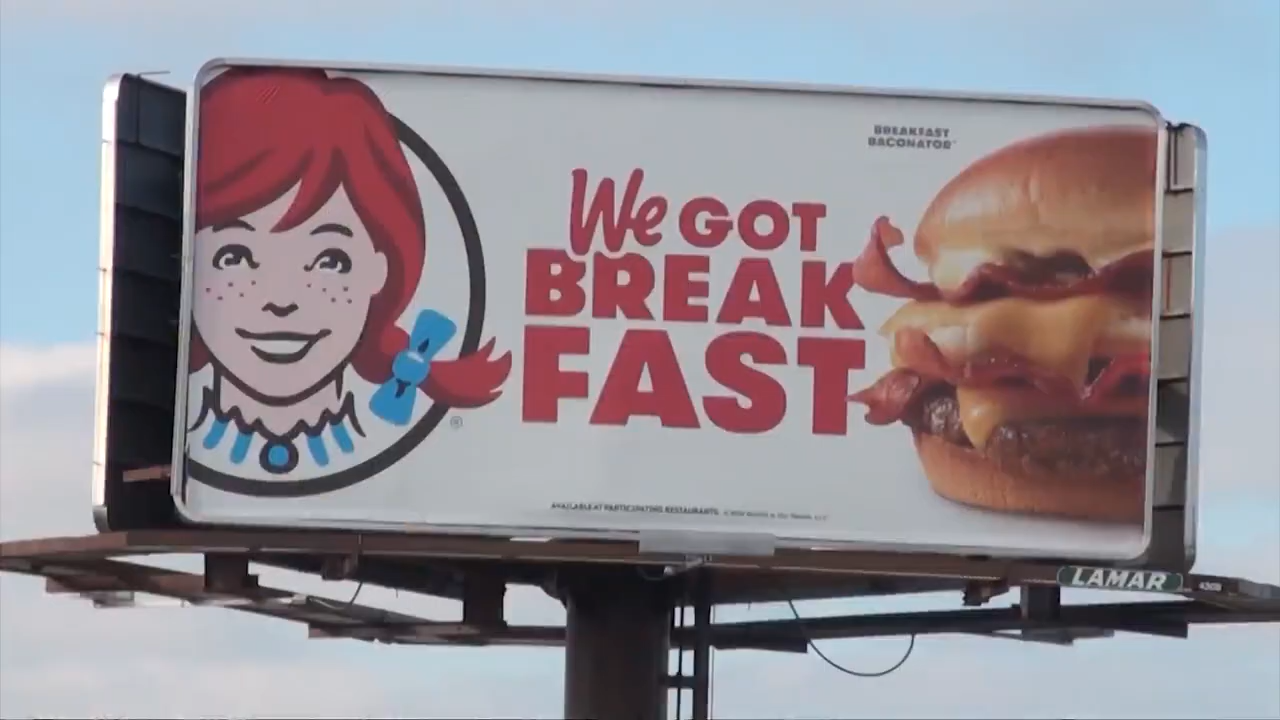 BREAKFAST
BACONATOR
We GOT
BREAK
FAST
®
AVAILABLE AT PARTICIPATING RESTAURANTS.
LAMAR